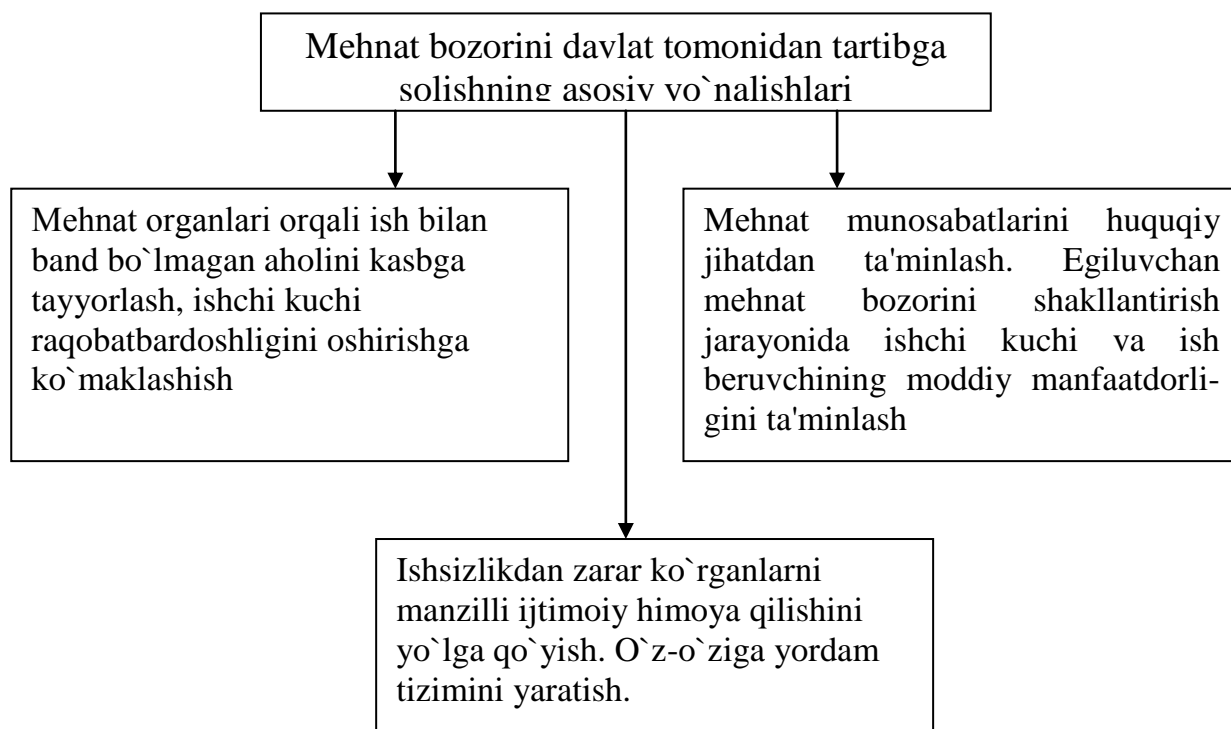 Mehnat bozorini davlat tomonidan tartibga
solishning asosiy yo`nalishlari
Mehnat organlari orqali ish bilan
band bo`lmagan aholini kasbga
tayyorlash, ishchi kuchi
raqobatbardoshligini oshirishga
ko`maklashish
Mehnat munosabatlarini huquqiy
jihatdan ta'minlash. Egiluvchan
mehnat bozorini shakllantirish
jarayonida ishchi kuchi va ish
beruvchining moddiy manfaatdorli-
gini ta'minlash
Ishsizlikdan zarar ko`rganlarni
manzilli ijtimoiy himoya qilishini
yo`lga qo`yish. O`z-o`ziga yordam
tizimini yaratish.